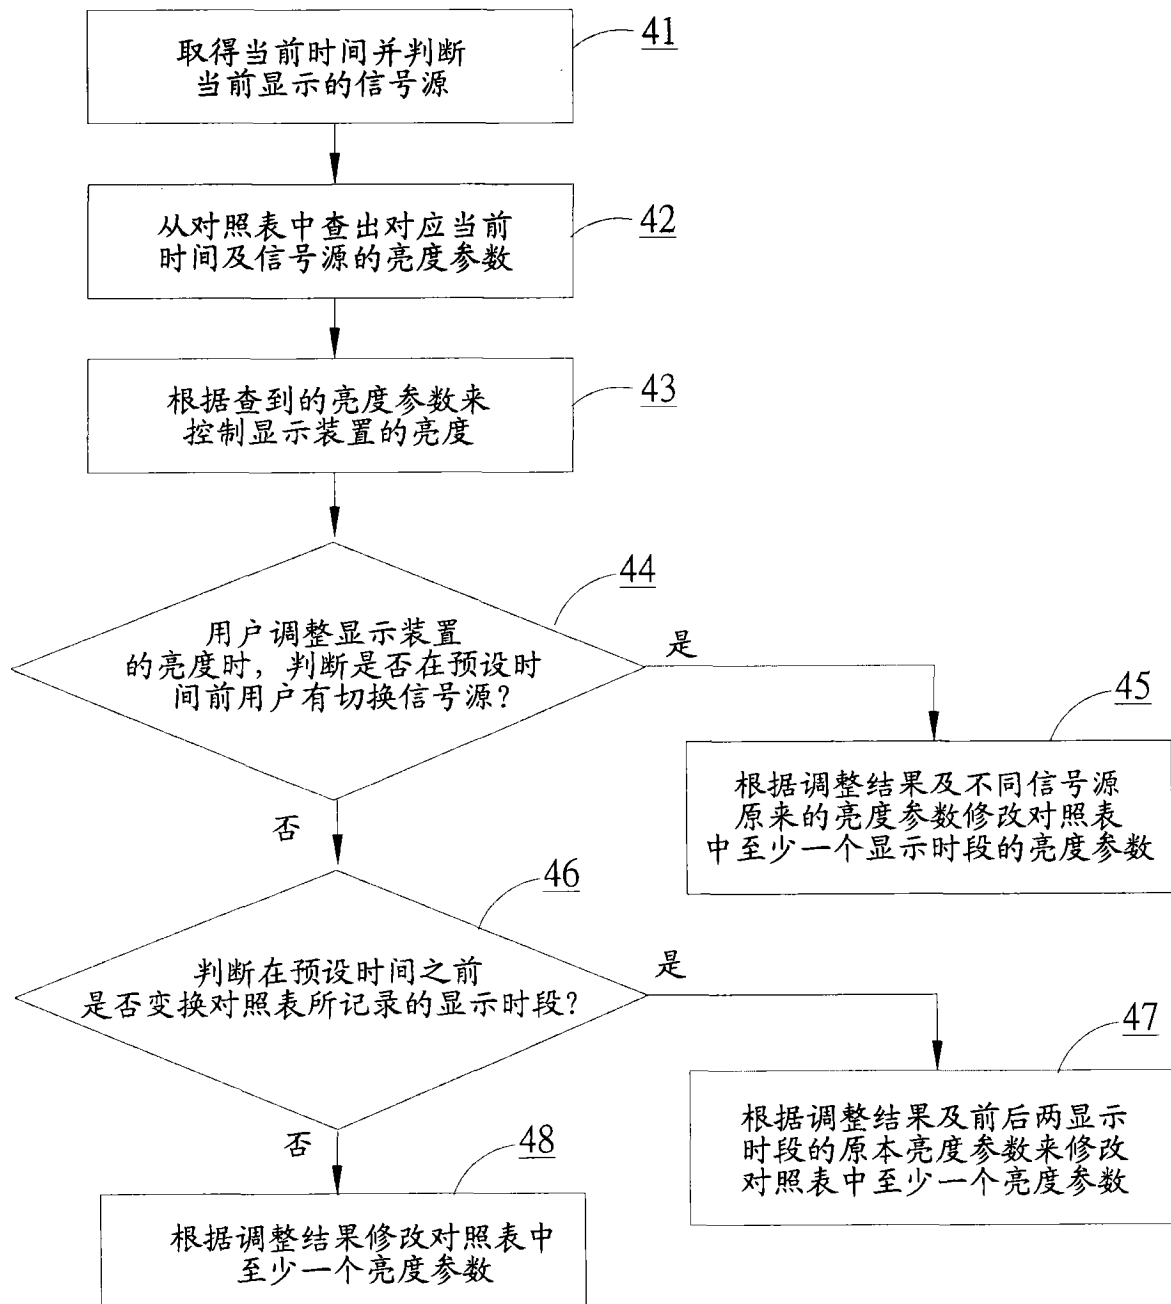 取得当前时间并判断
当前显示的信号源
41
从对照表中查出对应当前
时间及信号源的亮度参数
42
根据查到的亮度参数来
控制显示装置的亮度
43
用户调整显示装置
的亮度时，判断是否在预设时
间前用户有切换信号源？
44
是
45
根据调整结果及不同信号源
原来的亮度参数修改对照表
中至少一个显示时段的亮度参数
否
46
判断在预设时间之前
是否变换对照表所记录的显示时段？
是
47
根据调整结果及前后两显示
时段的原本亮度参数来修改
对照表中至少一个亮度参数
否
48
根据调整结果修改对照表中
至少一个亮度参数